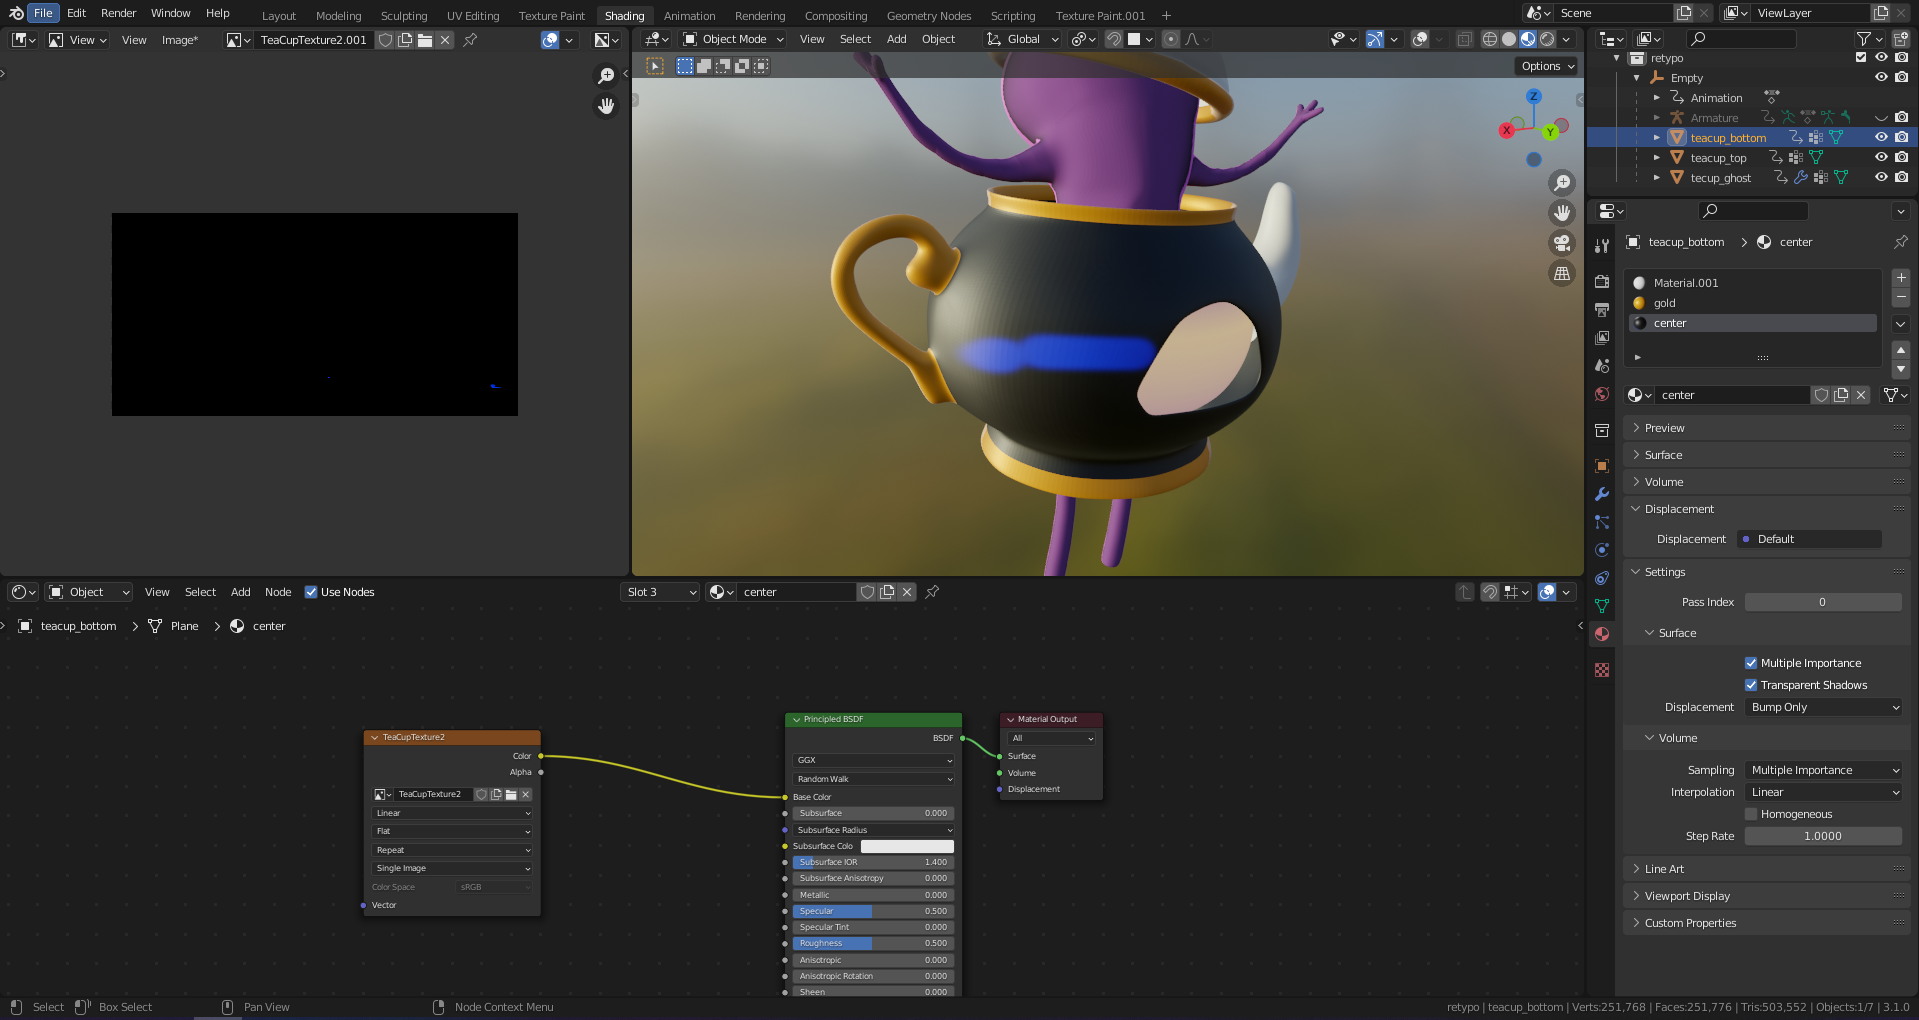 File Edit Render Window Help Layout Modeling Sculpting UV Editing Texture Paint Shading Animation Rendering Compositing Geometry Nodes Scripting Texture Paint.001 + Scene ViewLayer
View View Image* TeaCupTexture2.001
Object Mode View Select Add Object Global
Options
X Y Z
retypo
Empty
Animation
Armature
teacup_bottom
teacup_top
tecup_ghost
teacup_bottom > center
Material.001
gold
center
center
Preview
Surface
Volume
Displacement
Displacement Default
Settings
Pass Index 0
Surface
Multiple Importance
Transparent Shadows
Displacement Bump Only
Volume
Sampling Multiple Importance
Interpolation Linear
Homogeneous
Step Rate 1.0000
Line Art
Viewport Display
Custom Properties
Object View Select Add Node Use Nodes Slot 3 center
teacup_bottom > Plane > center
TeaCupTexture2
Color
Alpha
TeaCupTexture2
Linear
Flat
Repeat
Single Image
Color Space sRGB
Vector
Principled BSDF
BSDF
GGX
Random Walk
Base Color
Subsurface 0.000
Subsurface Radius
Subsurface Colo
Subsurface IOR 1.400
Subsurface Anisotropy 0.000
Metallic 0.000
Specular 0.500
Specular Tint 0.000
Roughness 0.500
Anisotropic 0.000
Anisotropic Rotation 0.000
Sheen 0.000
Material Output
All
Surface
Volume
Displacement
Select Box Select Pan View Node Context Menu retypo | teacup_bottom | Verts:251,768 | Faces:251,776 | Tris:503,552 | Objects:1/7 | 3.1.0